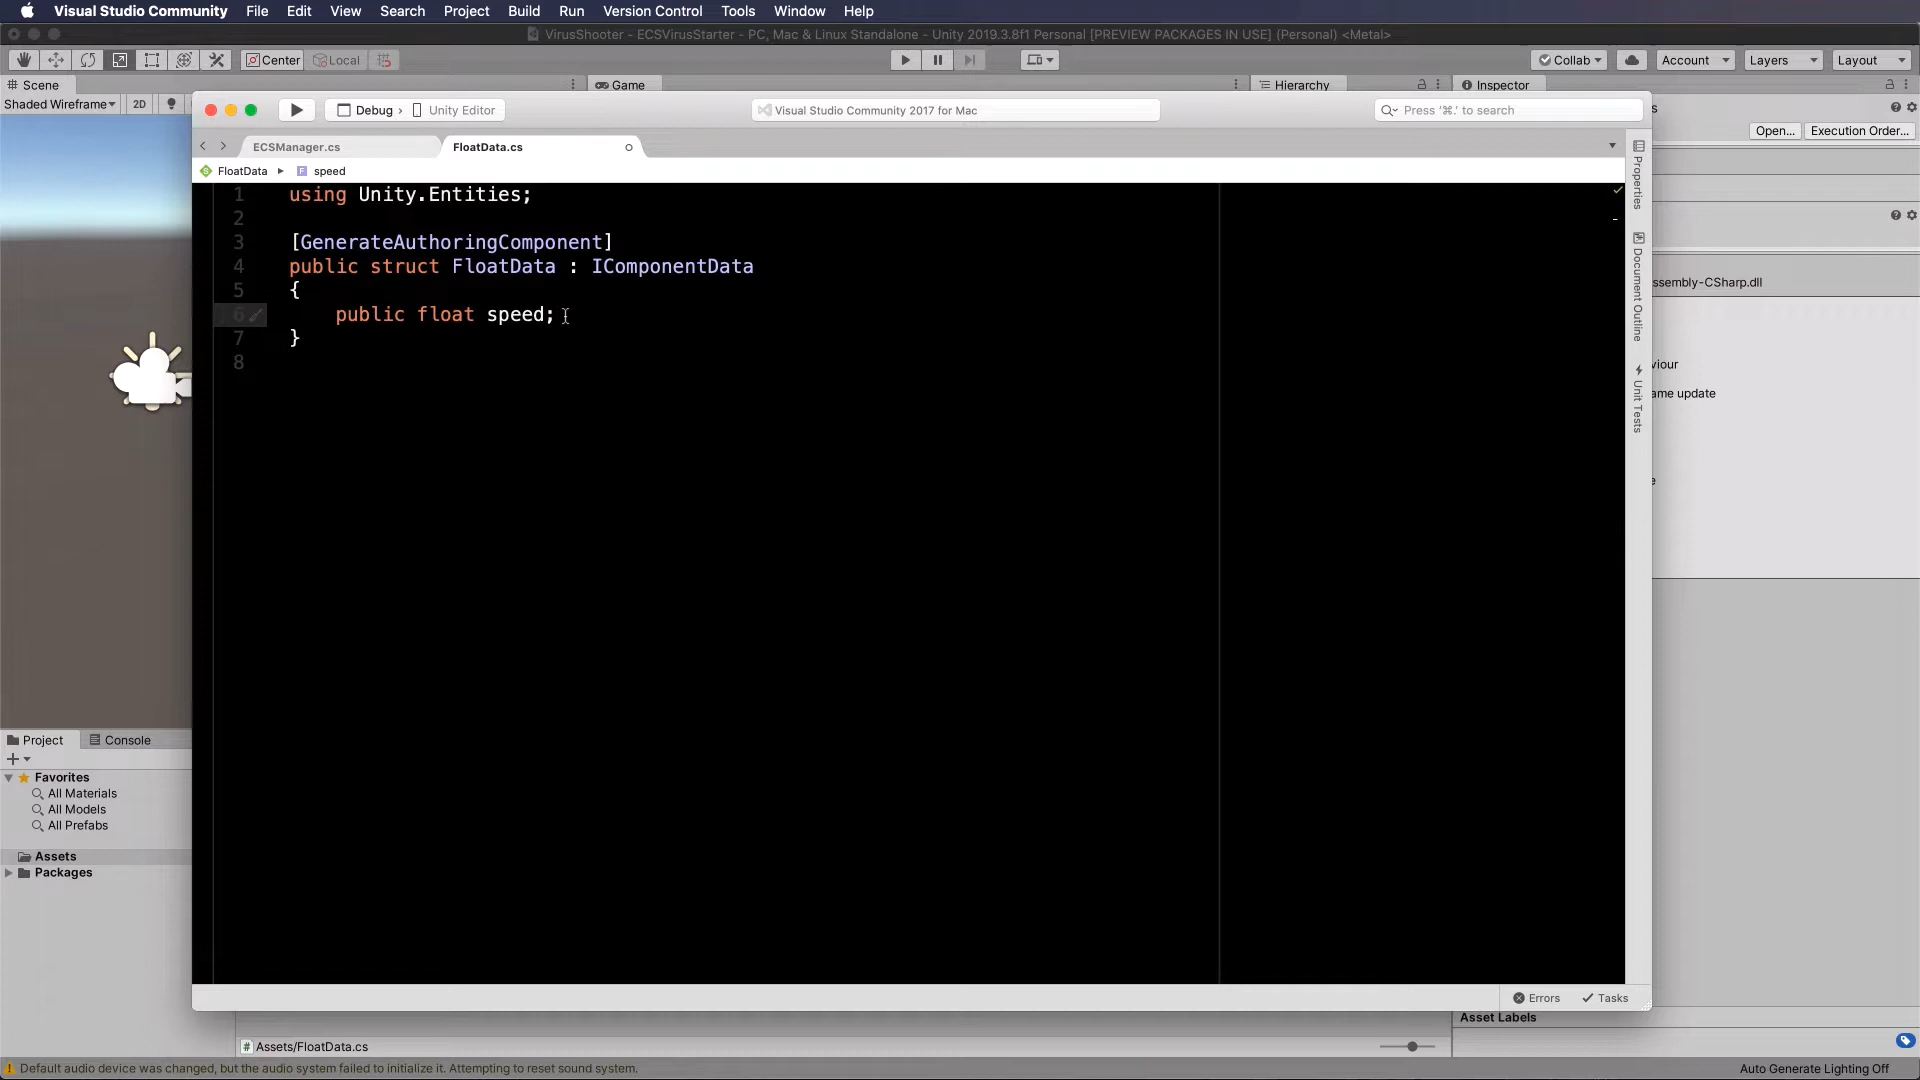 Visual Studio Community File Edit View Search Project Build Run Version Control Tools Window Help
VirusShooter - ECSVirusStarter - PC, Mac & Linux Standalone - Unity 2019.3.8f1 Personal [PREVIEW PACKAGES IN USE] (Personal) <Metal>
Center Local Collab Account Layers Layout
Scene Game Hierarchy Inspector
Shaded Wireframe 2D
Debug › Unity Editor Visual Studio Community 2017 for Mac Press '⌘.' to search
Open... Execution Order...
ECSManager.cs FloatData.cs
FloatData speed
1 using Unity.Entities;
2
3 [GenerateAuthoringComponent]
4 public struct FloatData : IComponentData
5 {
6 public float speed;
7 }
8
Properties
Document Outline
Unit Tests
ssembly-CSharp.dll
viour
ame update
Project Console
Favorites
All Materials
All Models
All Prefabs
Assets
Packages
Errors Tasks
Asset Labels
Assets/FloatData.cs
Default audio device was changed, but the audio system failed to initialize it. Attempting to reset sound system.
Auto Generate Lighting Off